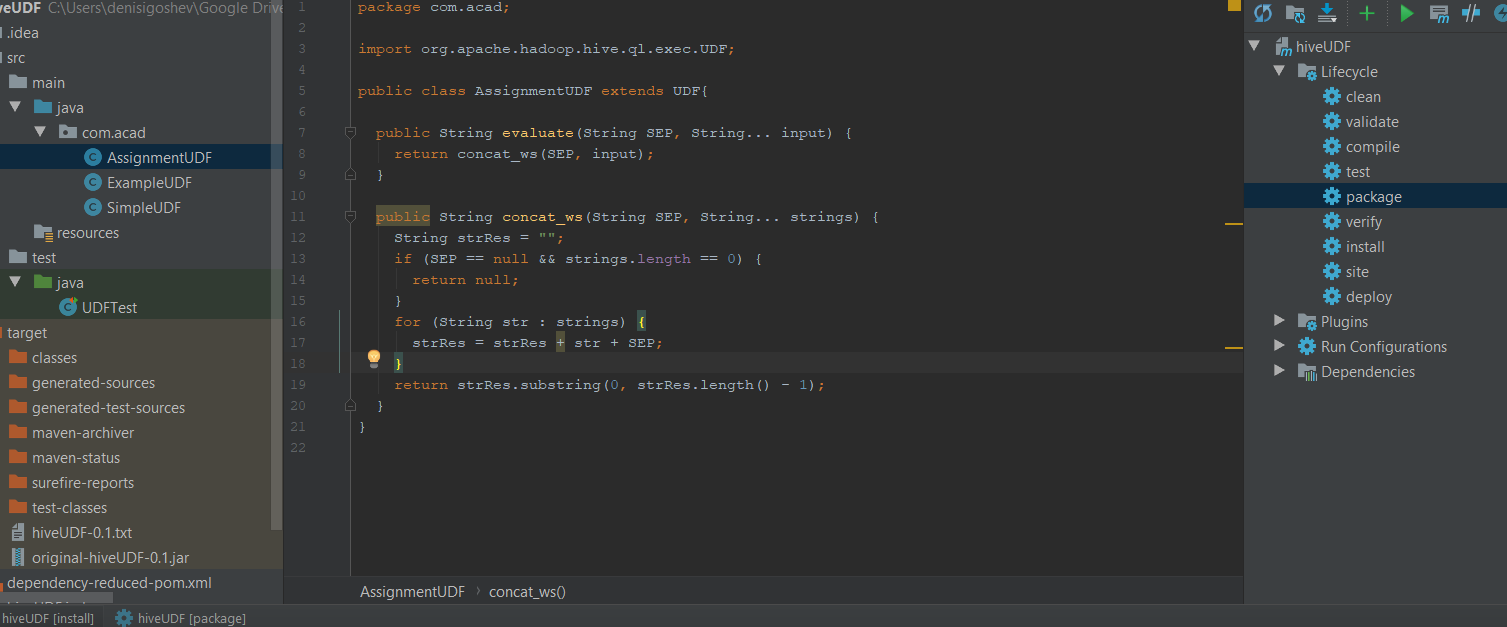 hiveUDF C:\Users\denisigoshev\Google Drive
.idea
src
main
java
com.acad
AssignmentUDF
ExampleUDF
SimpleUDF
resources
test
java
UDFTest
target
classes
generated-sources
generated-test-sources
maven-archiver
maven-status
surefire-reports
test-classes
hiveUDF-0.1.txt
original-hiveUDF-0.1.jar
dependency-reduced-pom.xml
1 package com.acad;
2
3 import org.apache.hadoop.hive.ql.exec.UDF;
4
5 public class AssignmentUDF extends UDF{
6
7 public String evaluate(String SEP, String... input) {
8 return concat_ws(SEP, input);
9 }
10
11 public String concat_ws(String SEP, String... strings) {
12 String strRes = "";
13 if (SEP == null && strings.length == 0) {
14 return null;
15 }
16 for (String str : strings) {
17 strRes = strRes + str + SEP;
18 }
19 return strRes.substring(0, strRes.length() - 1);
20 }
21 }
22
AssignmentUDF › concat_ws()
hiveUDF
Lifecycle
clean
validate
compile
test
package
verify
install
site
deploy
Plugins
Run Configurations
Dependencies
hiveUDF [install] hiveUDF [package]